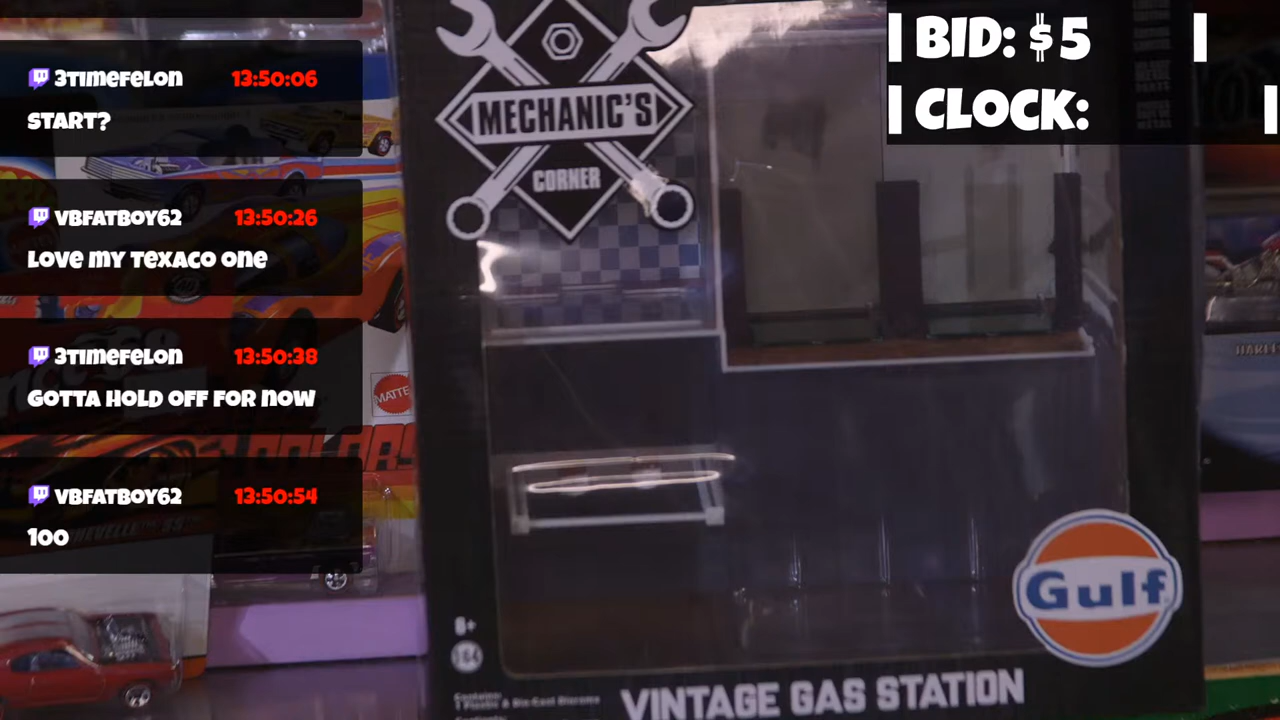 3TIMEFELON 13:50:06
START?
VBFATBOY62 13:50:26
LOVE MY TEXACO ONE
3TIMEFELON 13:50:38
GOTTA HOLD OFF FOR NOW
VBFATBOY62 13:50:54
100
| BID: $5 |
| CLOCK: |
MECHANIC'S
CORNER
MATTE
HARLE
Gulf
8+
1:64
VINTAGE GAS STATION